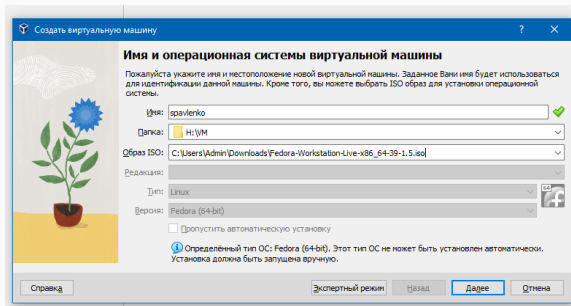 Создать виртуальную машину
Имя и операционная системы виртуальной машины
Пожалуйста укажите имя и местоположение новой виртуальной машины. Заданное Вами имя будет использоваться
для идентификации данной машины. Кроме того, вы можете выбрать ISO образ для установки операционной
системы.
Имя: spavlenko
Папка: H:\VM
Образ ISO: C:\Users\Admin\Downloads\Fedora-Workstation-Live-x86_64-39-1.5.iso
Редакция:
Тип: Linux
64
Версия: Fedora (64-bit)
Пропустить автоматическую установку
Определённый тип ОС: Fedora (64-bit). Этот тип ОС не может быть установлен автоматически.
Установка должна быть запущена вручную.
Справка Экспертный режим Назад Далее Отмена